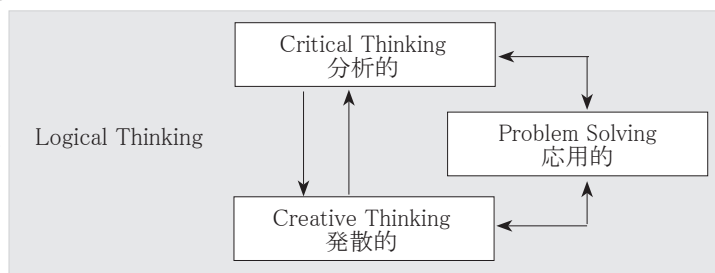 Critical Thinking
分析的
Logical Thinking
Problem Solving
応用的
Creative Thinking
発散的